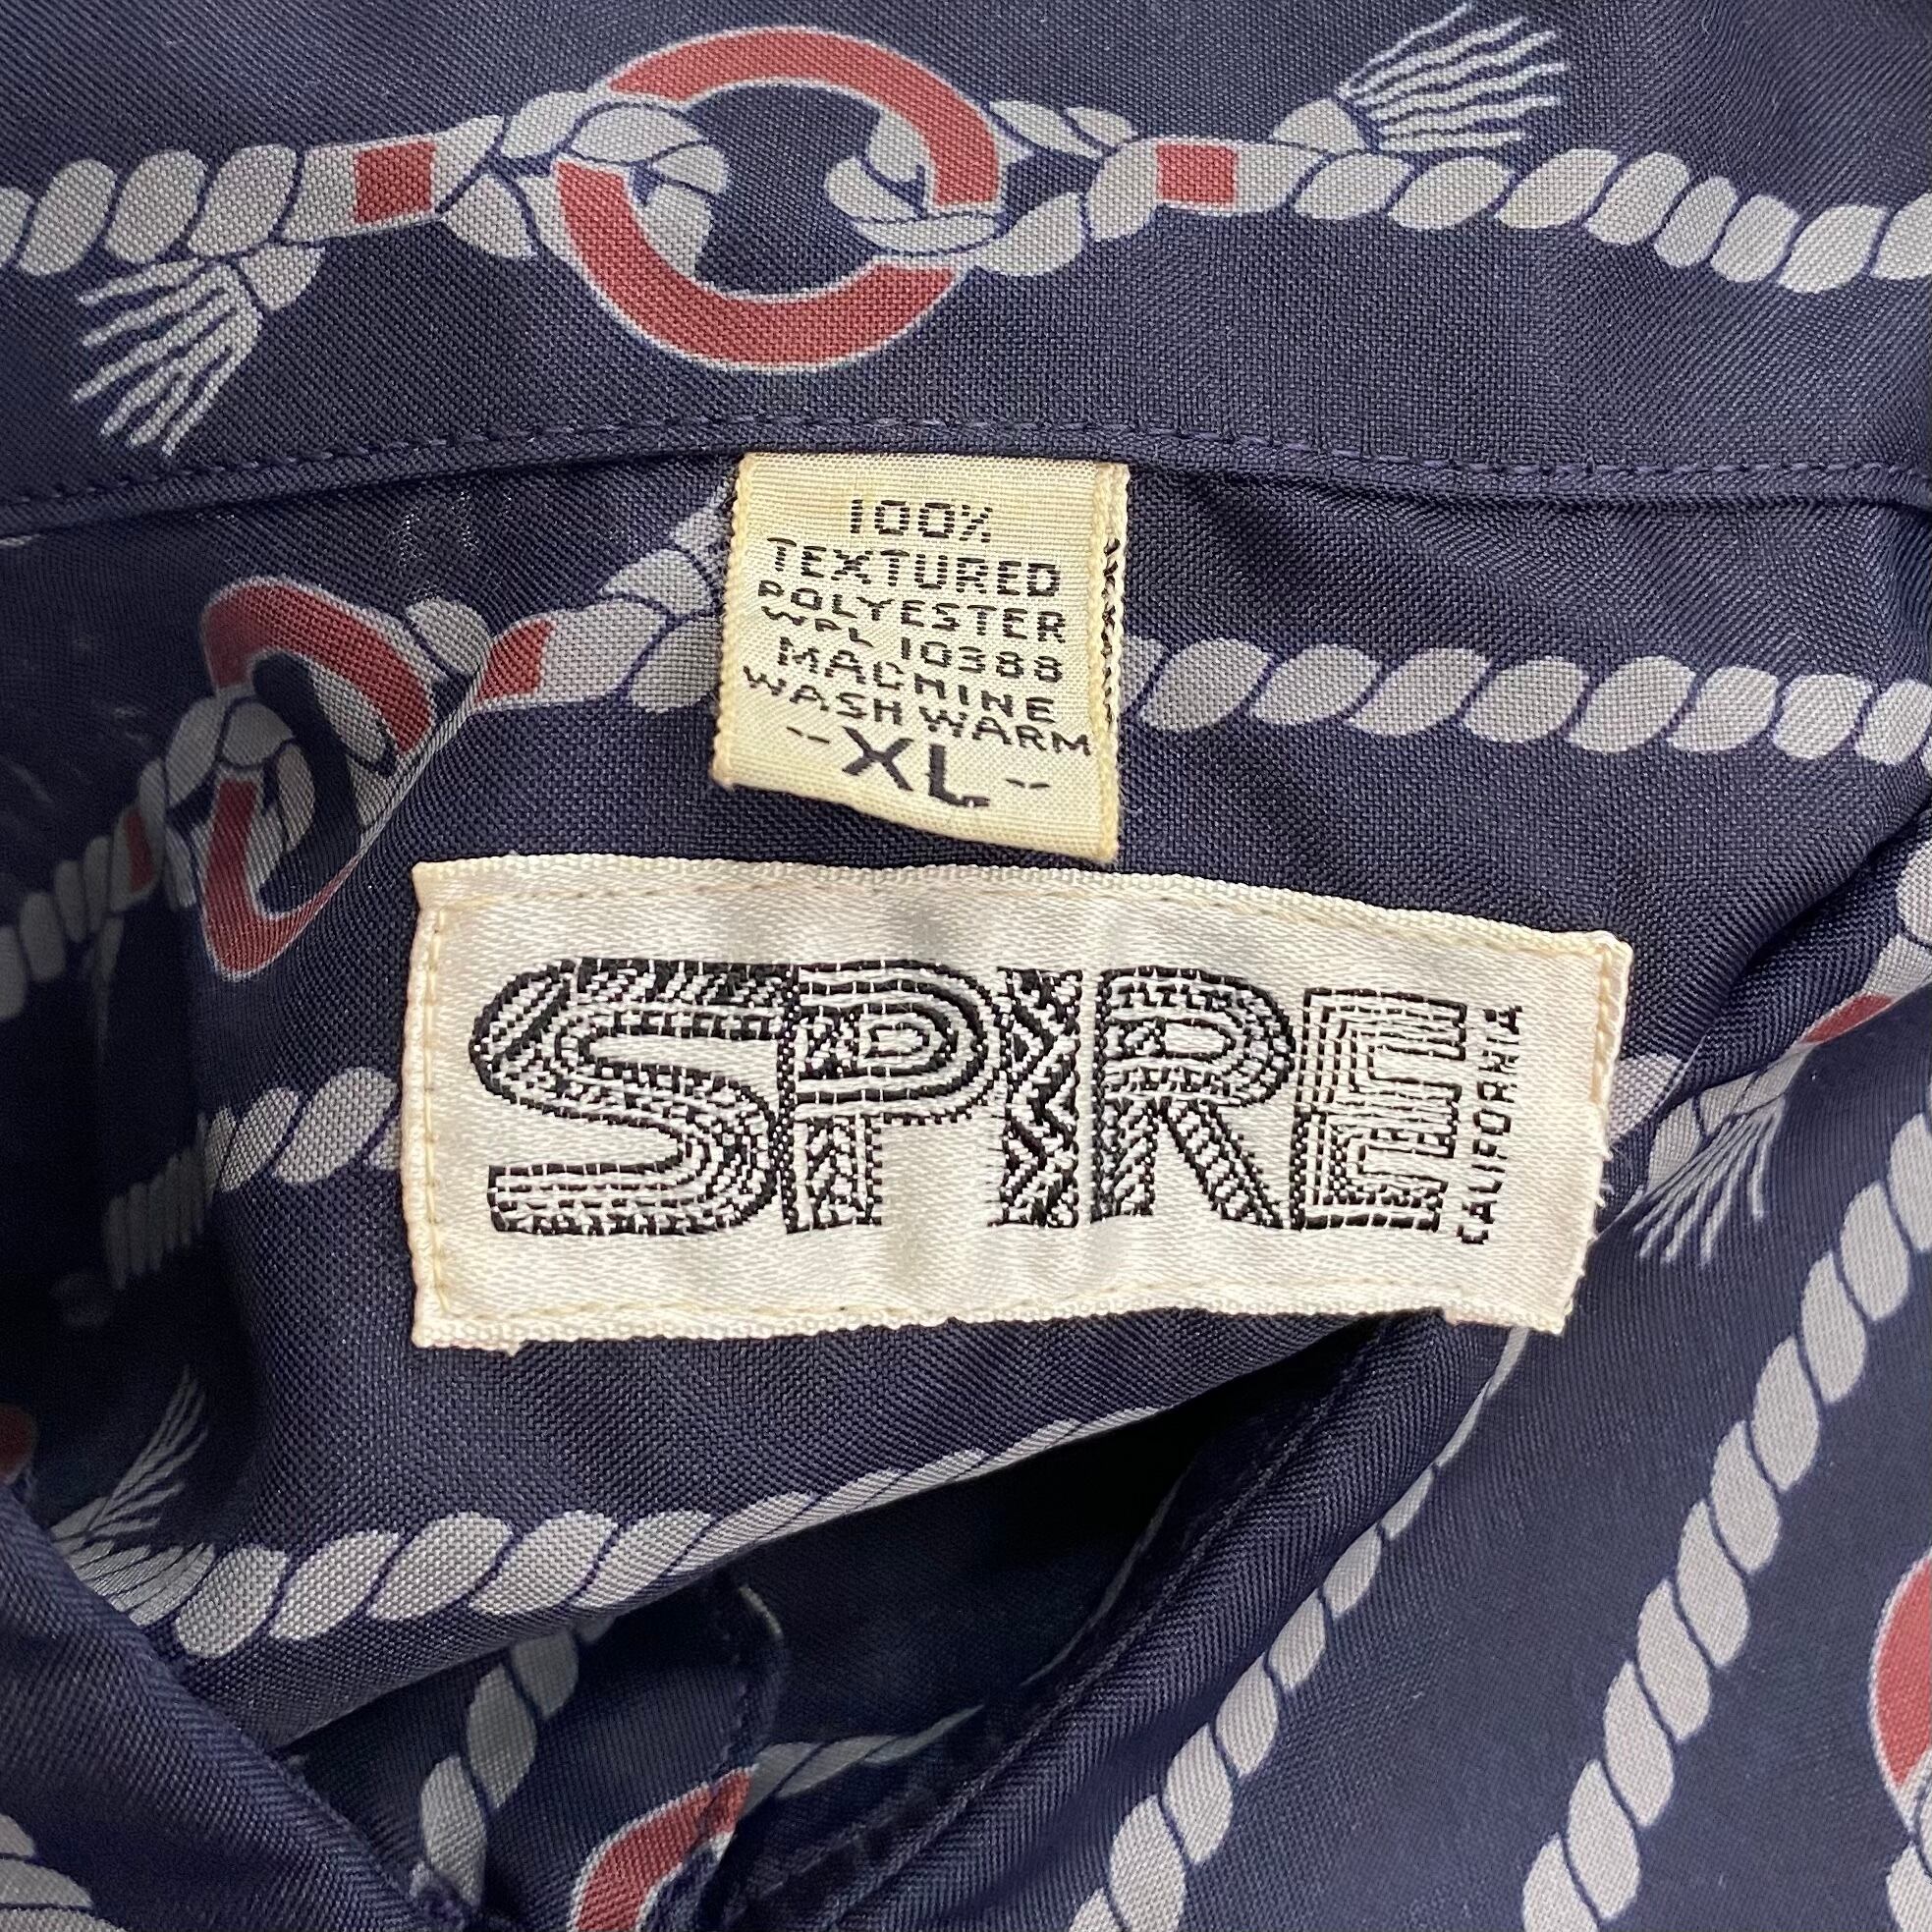 100%
TEXTURED
POLYESTER
WPL 10388
MACHINE
WASH WARM
--XL--
SPIRE
CALIFORNIA